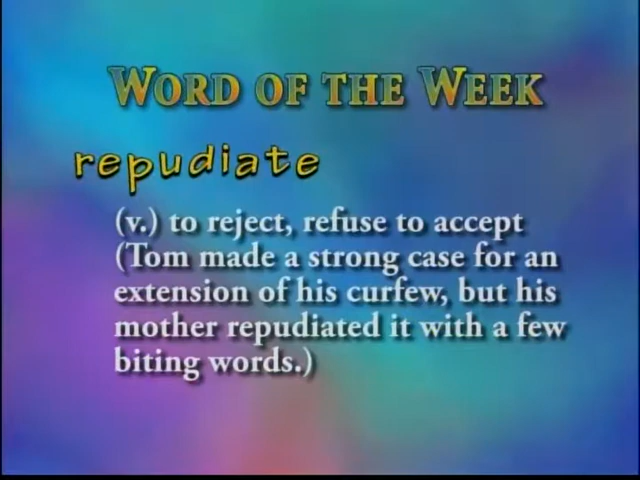 WORD OF THE WEEK
repudiate
(v.) to reject, refuse to accept
(Tom made a strong case for an
extension of his curfew, but his
mother repudiated it with a few
biting words.)